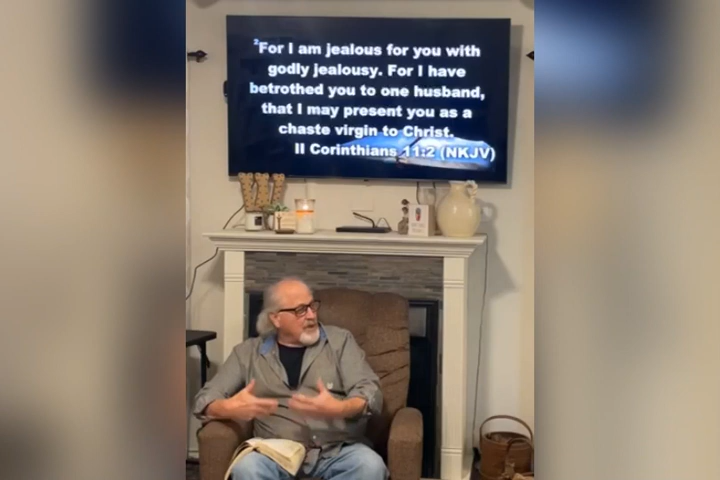 ²For I am jealous for you with
godly jealousy. For I have
betrothed you to one husband,
that I may present you as a
chaste virgin to Christ.
II Corinthians 11:2 (NKJV)
W